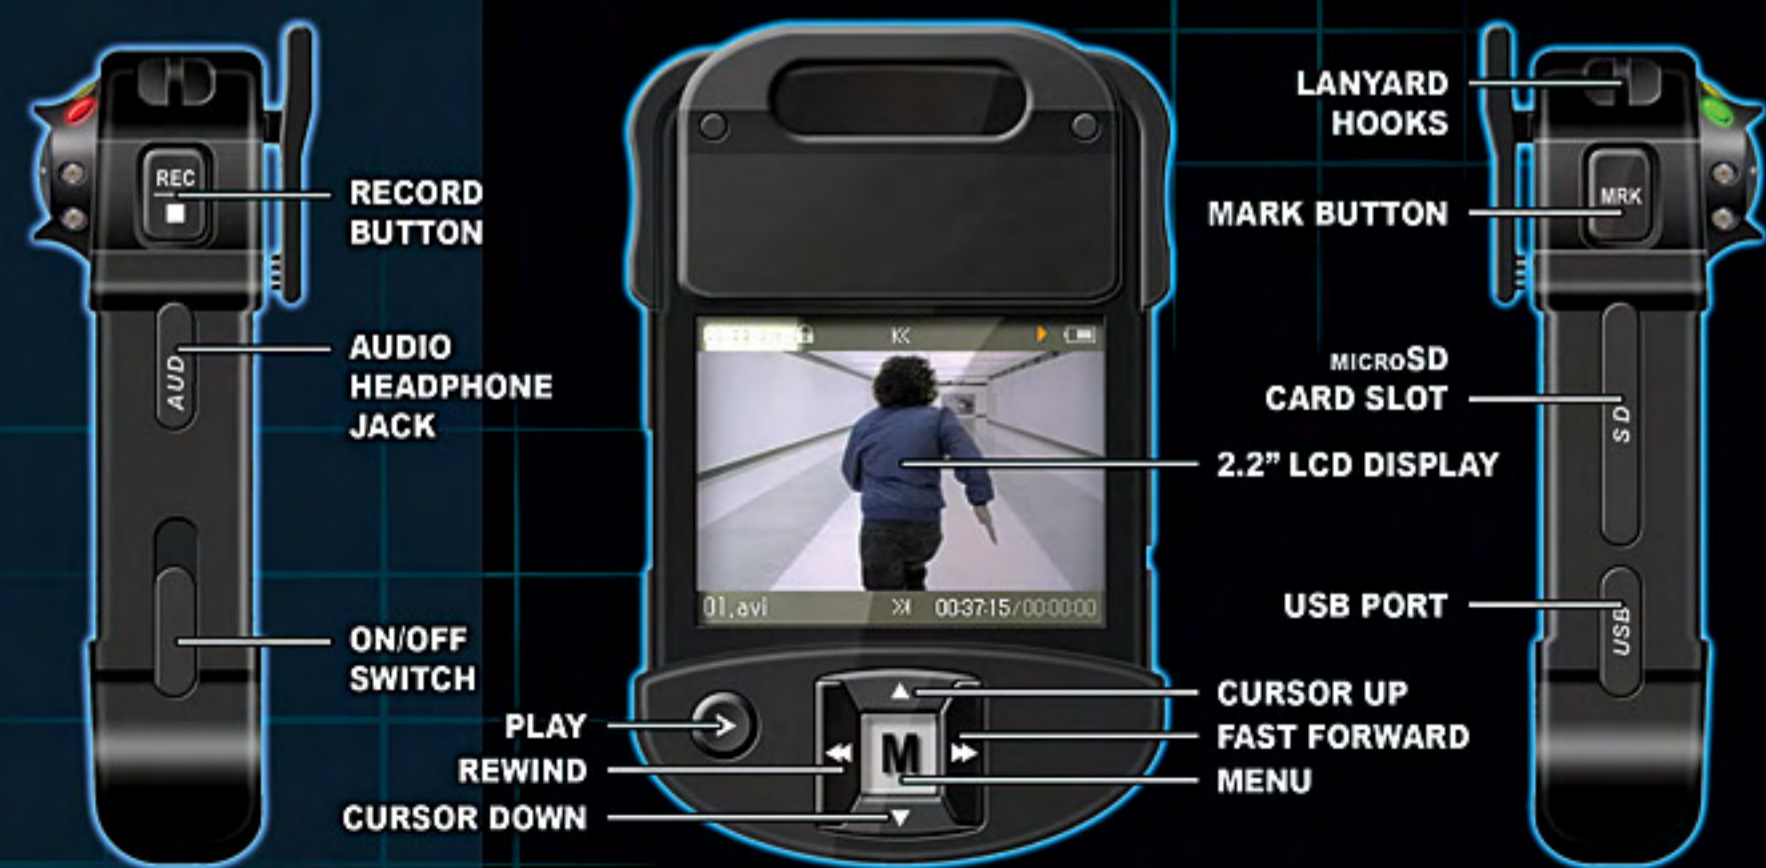 REC
RECORD
BUTTON
AUD
AUDIO
HEADPHONE
JACK
ON/OFF
SWITCH
01.avi
00:37:15/00:00:00
PLAY
REWIND
CURSOR DOWN
M
LANYARD
HOOKS
MRK
MARK BUTTON
MICROSD
CARD SLOT
SD
2.2” LCD DISPLAY
USB PORT
USB
CURSOR UP
FAST FORWARD
MENU